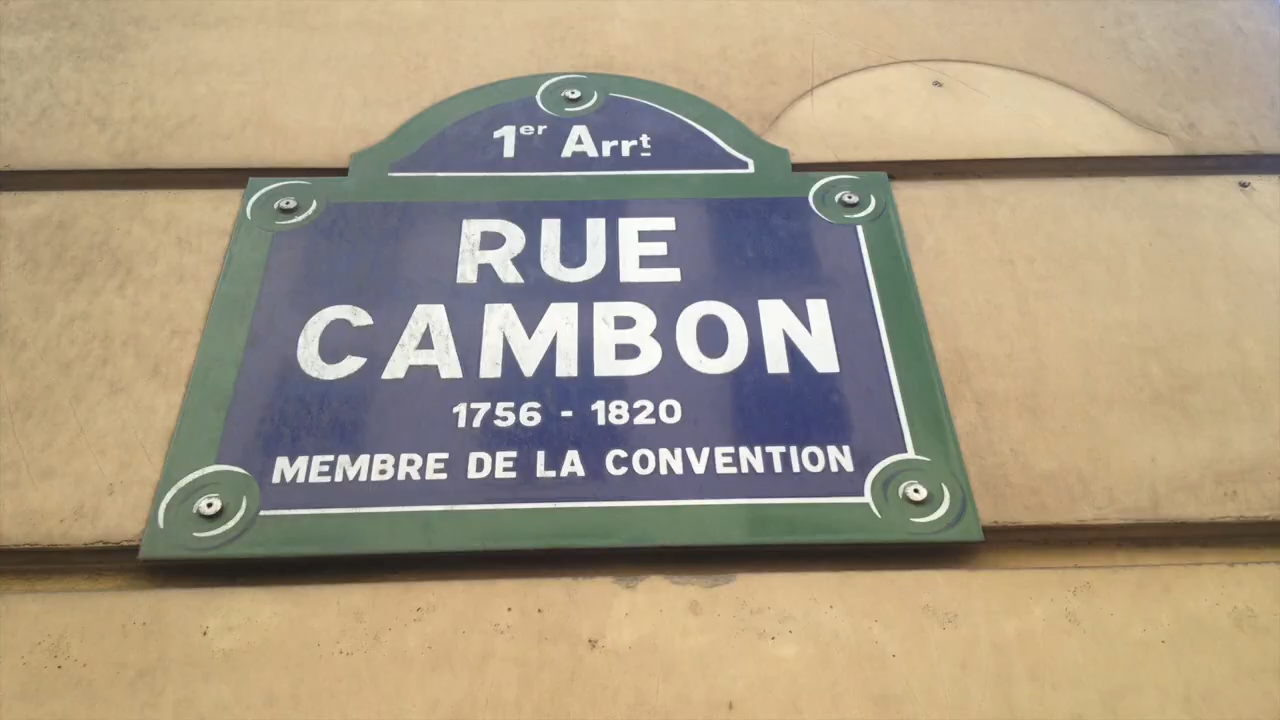 1er Arrt
RUE
CAMBON
1756 - 1820
MEMBRE DE LA CONVENTION